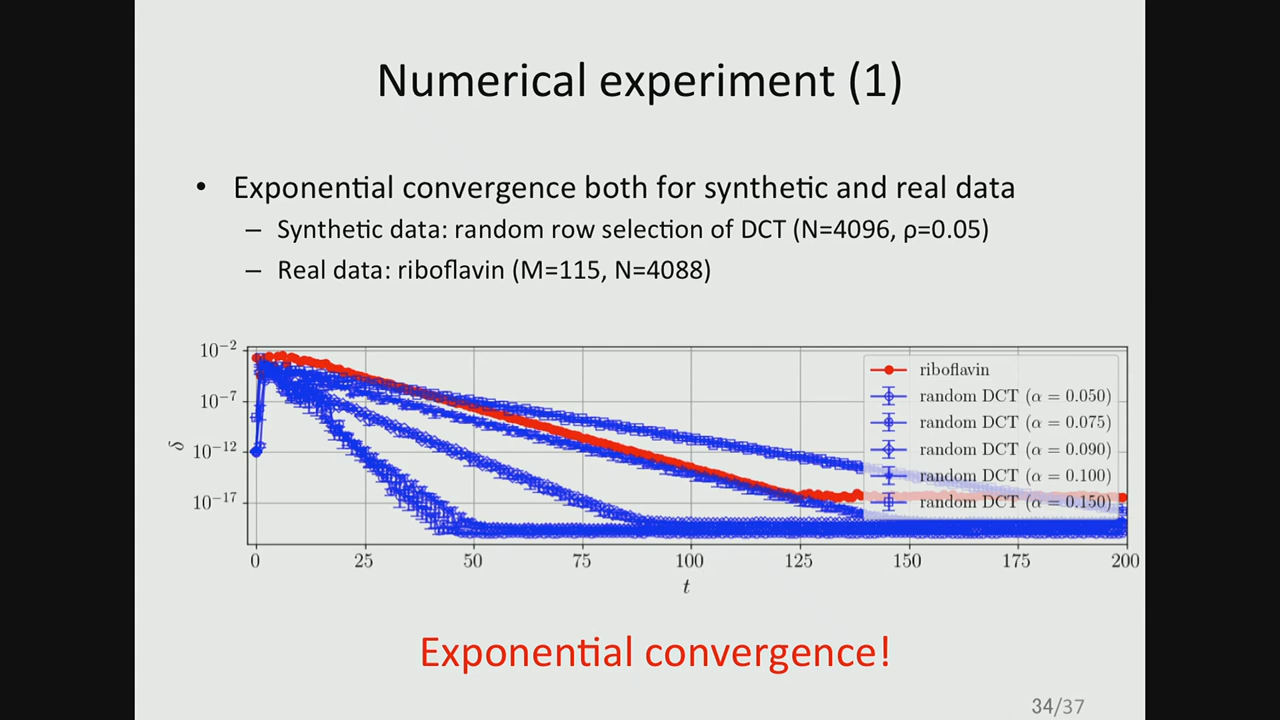 Numerical experiment (1)
• Exponential convergence both for synthetic and real data
– Synthetic data: random row selection of DCT (N=4096, ρ=0.05)
– Real data: riboflavin (M=115, N=4088)
10⁻²
10⁻⁷
10⁻¹²
10⁻¹⁷
δ
riboflavin
random DCT (α = 0.050)
random DCT (α = 0.075)
random DCT (α = 0.090)
random DCT (α = 0.100)
random DCT (α = 0.150)
0 25 50 75 100 125 150 175 200
t
Exponential convergence!
34/37